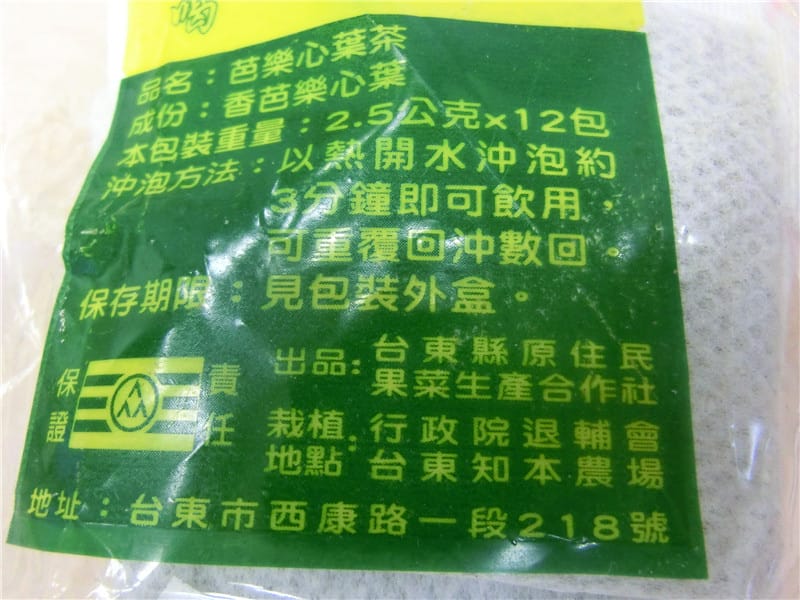 喝
品名：芭樂心葉茶
成份：香芭樂心葉
本包裝重量：2.5公克x12包
沖泡方法：以熱開水沖泡約
3分鐘即可飲用，
可重覆回沖數回。
保存期限：見包裝外盒。
出品：台東縣原住民
果菜生產合作社
保證 責任
栽植地點：行政院退輔會
台東知本農場
地址：台東市西康路一段218號